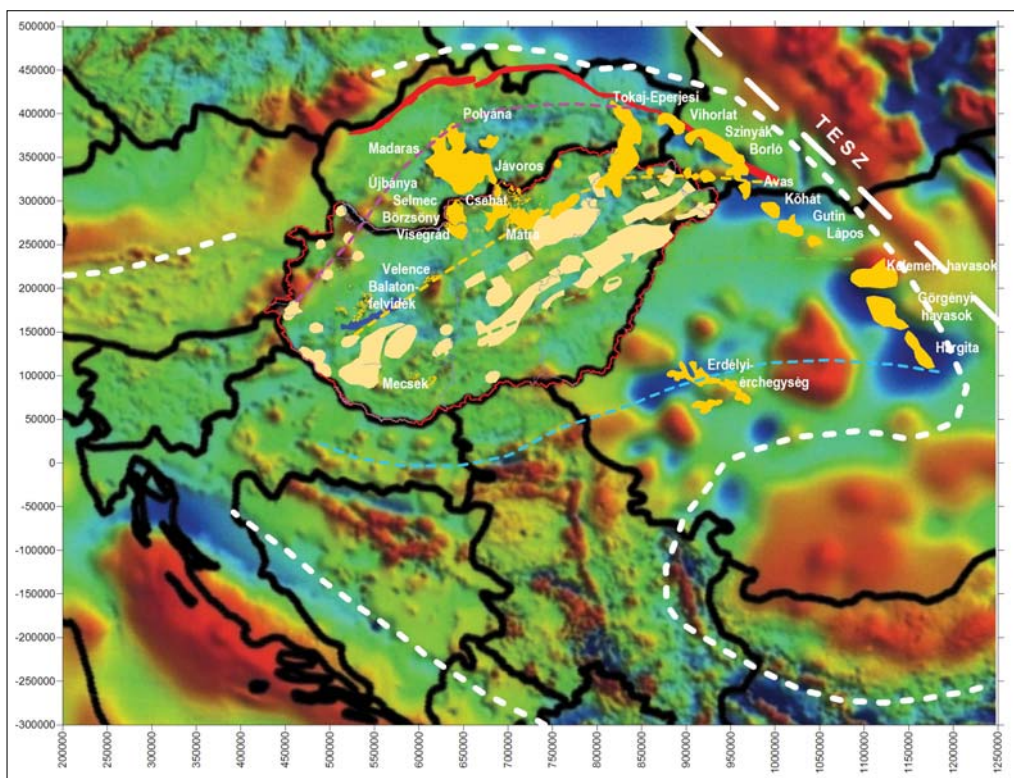 500000
450000
400000
350000
300000
250000
200000
150000
100000
50000
0
-50000
-100000
-150000
-200000
-250000
-300000
Tokaj-Eperjesi
Polyána
Vihorlat
Szinyák
Borló
TESZ
Madaras
Jávoros
Avas
Újbánya
Selmec
Cserhát
Kőhát
Börzsöny
Gutin
Visegrád
Mátra
Lápos
Velence
Kelemen havasok
Balaton-
felvidék
Görgényi
havasok
Hargita
Mecsek
Erdélyi-
érchegység
200000
250000
300000
350000
400000
450000
500000
550000
600000
650000
700000
750000
800000
850000
900000
950000
1000000
1050000
1100000
1150000
1200000
1250000